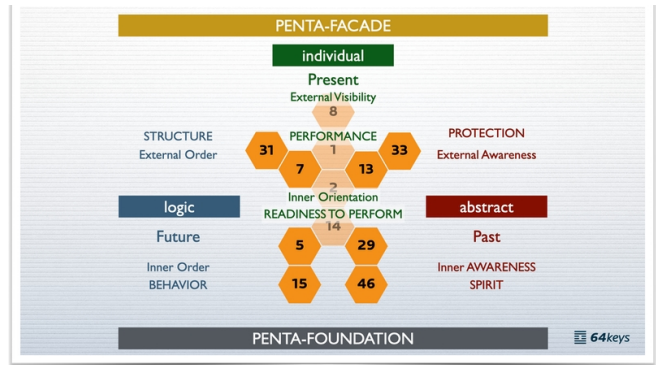 PENTA-FACADE
individual
Present
External Visibility
8
STRUCTURE
External Order
31
PERFORMANCE
1
33
PROTECTION
External Awareness
7
13
2
Inner Orientation
READINESS TO PERFORM
14
logic
Future
abstract
Past
5
29
Inner Order
BEHAVIOR
15
46
Inner AWARENESS
SPIRIT
PENTA-FOUNDATION
64keys